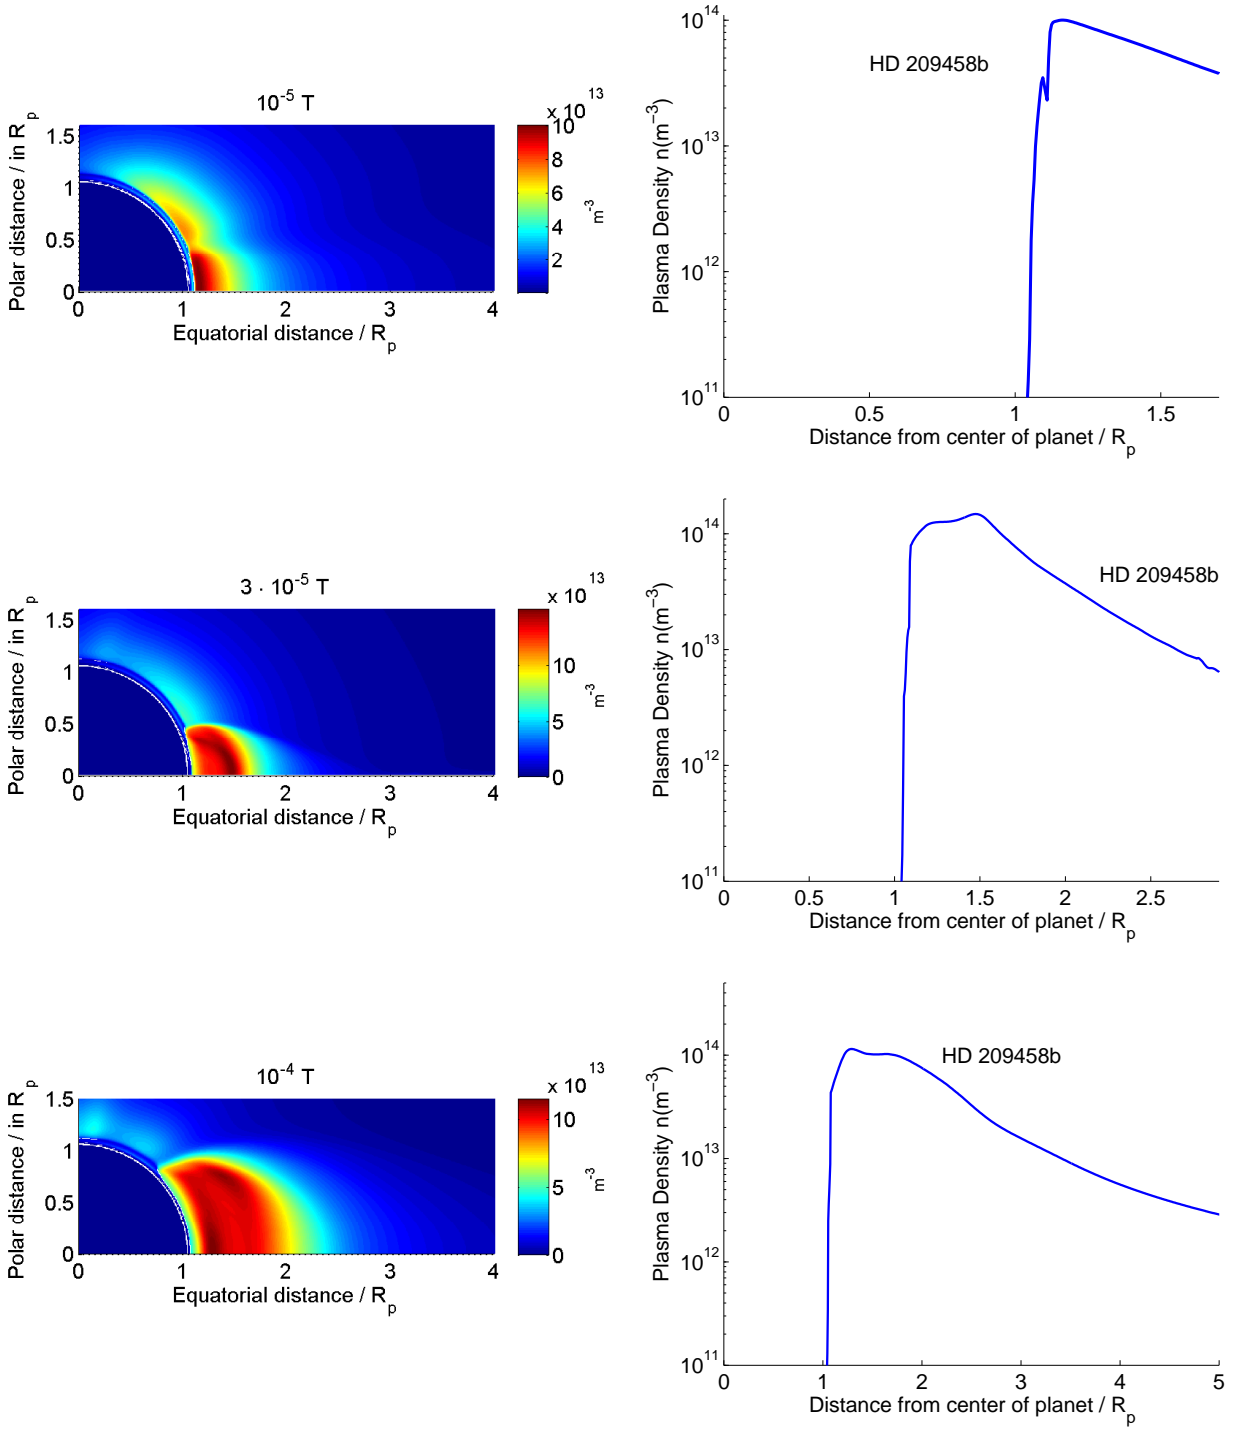 10^-5 T
Polar distance / in R_p
1.5
1
0.5
0
0 1 2 3 4
Equatorial distance / R_p
x 10^13
10
8
6
4
2
m^-3
10^14
10^13
10^12
10^11
Plasma Density n(m^−3)
HD 209458b
0 0.5 1 1.5
Distance from center of planet / R_p
3 · 10^-5 T
Polar distance / in R_p
1.5
1
0.5
0
0 1 2 3 4
Equatorial distance / R_p
x 10^13
10
5
0
m^-3
10^14
10^13
10^12
10^11
Plasma Density n(m^−3)
HD 209458b
0 0.5 1 1.5 2 2.5
Distance from center of planet / R_p
10^-4 T
Polar distance / in R_p
1.5
1
0.5
0
0 1 2 3 4
Equatorial distance / R_p
x 10^13
10
5
0
m^-3
10^14
10^13
10^12
10^11
Plasma Density n(m^−3)
HD 209458b
0 1 2 3 4 5
Distance from center of planet / R_p